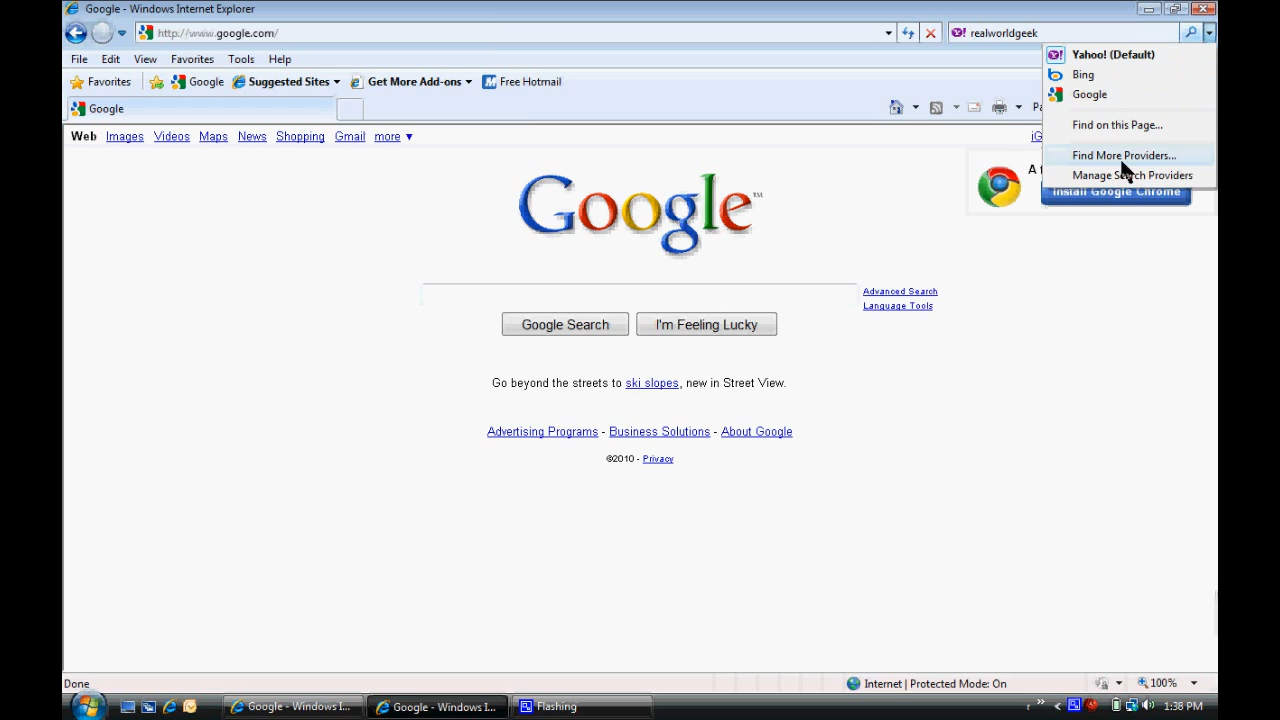 Google - Windows Internet Explorer
http://www.google.com/
realworldgeek
File Edit View Favorites Tools Help
Yahoo! (Default)
Bing
Google
Find on this Page...
Find More Providers...
Manage Search Providers
Favorites Google Suggested Sites Get More Add-ons Free Hotmail
Google
Web Images Videos Maps News Shopping Gmail more ▼
A
Install Google Chrome
Google™
Advanced Search
Language Tools
Google Search I'm Feeling Lucky
Go beyond the streets to ski slopes, new in Street View.
Advertising Programs - Business Solutions - About Google
©2010 - Privacy
Done Internet | Protected Mode: On 100%
Google - Windows I... Google - Windows I... Flashing 1:38 PM